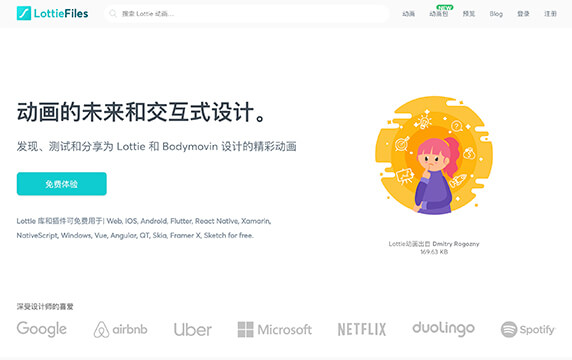 LottieFiles
搜索 Lottie 动画...
动画
动画包
NEW
预览
Blog
登录
注册
动画的未来和交互式设计。
发现、测试和分享为 Lottie 和 Bodymovin 设计的精彩动画
免费体验
Lottie 库和插件可免费用于| Web, iOS, Android, Flutter, React Native, Xamarin,
NativeScript, Windows, Vue, Angular, QT, Skia, Framer X, Sketch for free.
Lottie动画出自 Dmitry Rogozny
169.63 KB
深受设计师的喜爱
Google
airbnb
Uber
Microsoft
NETFLIX
duolingo
Spotify